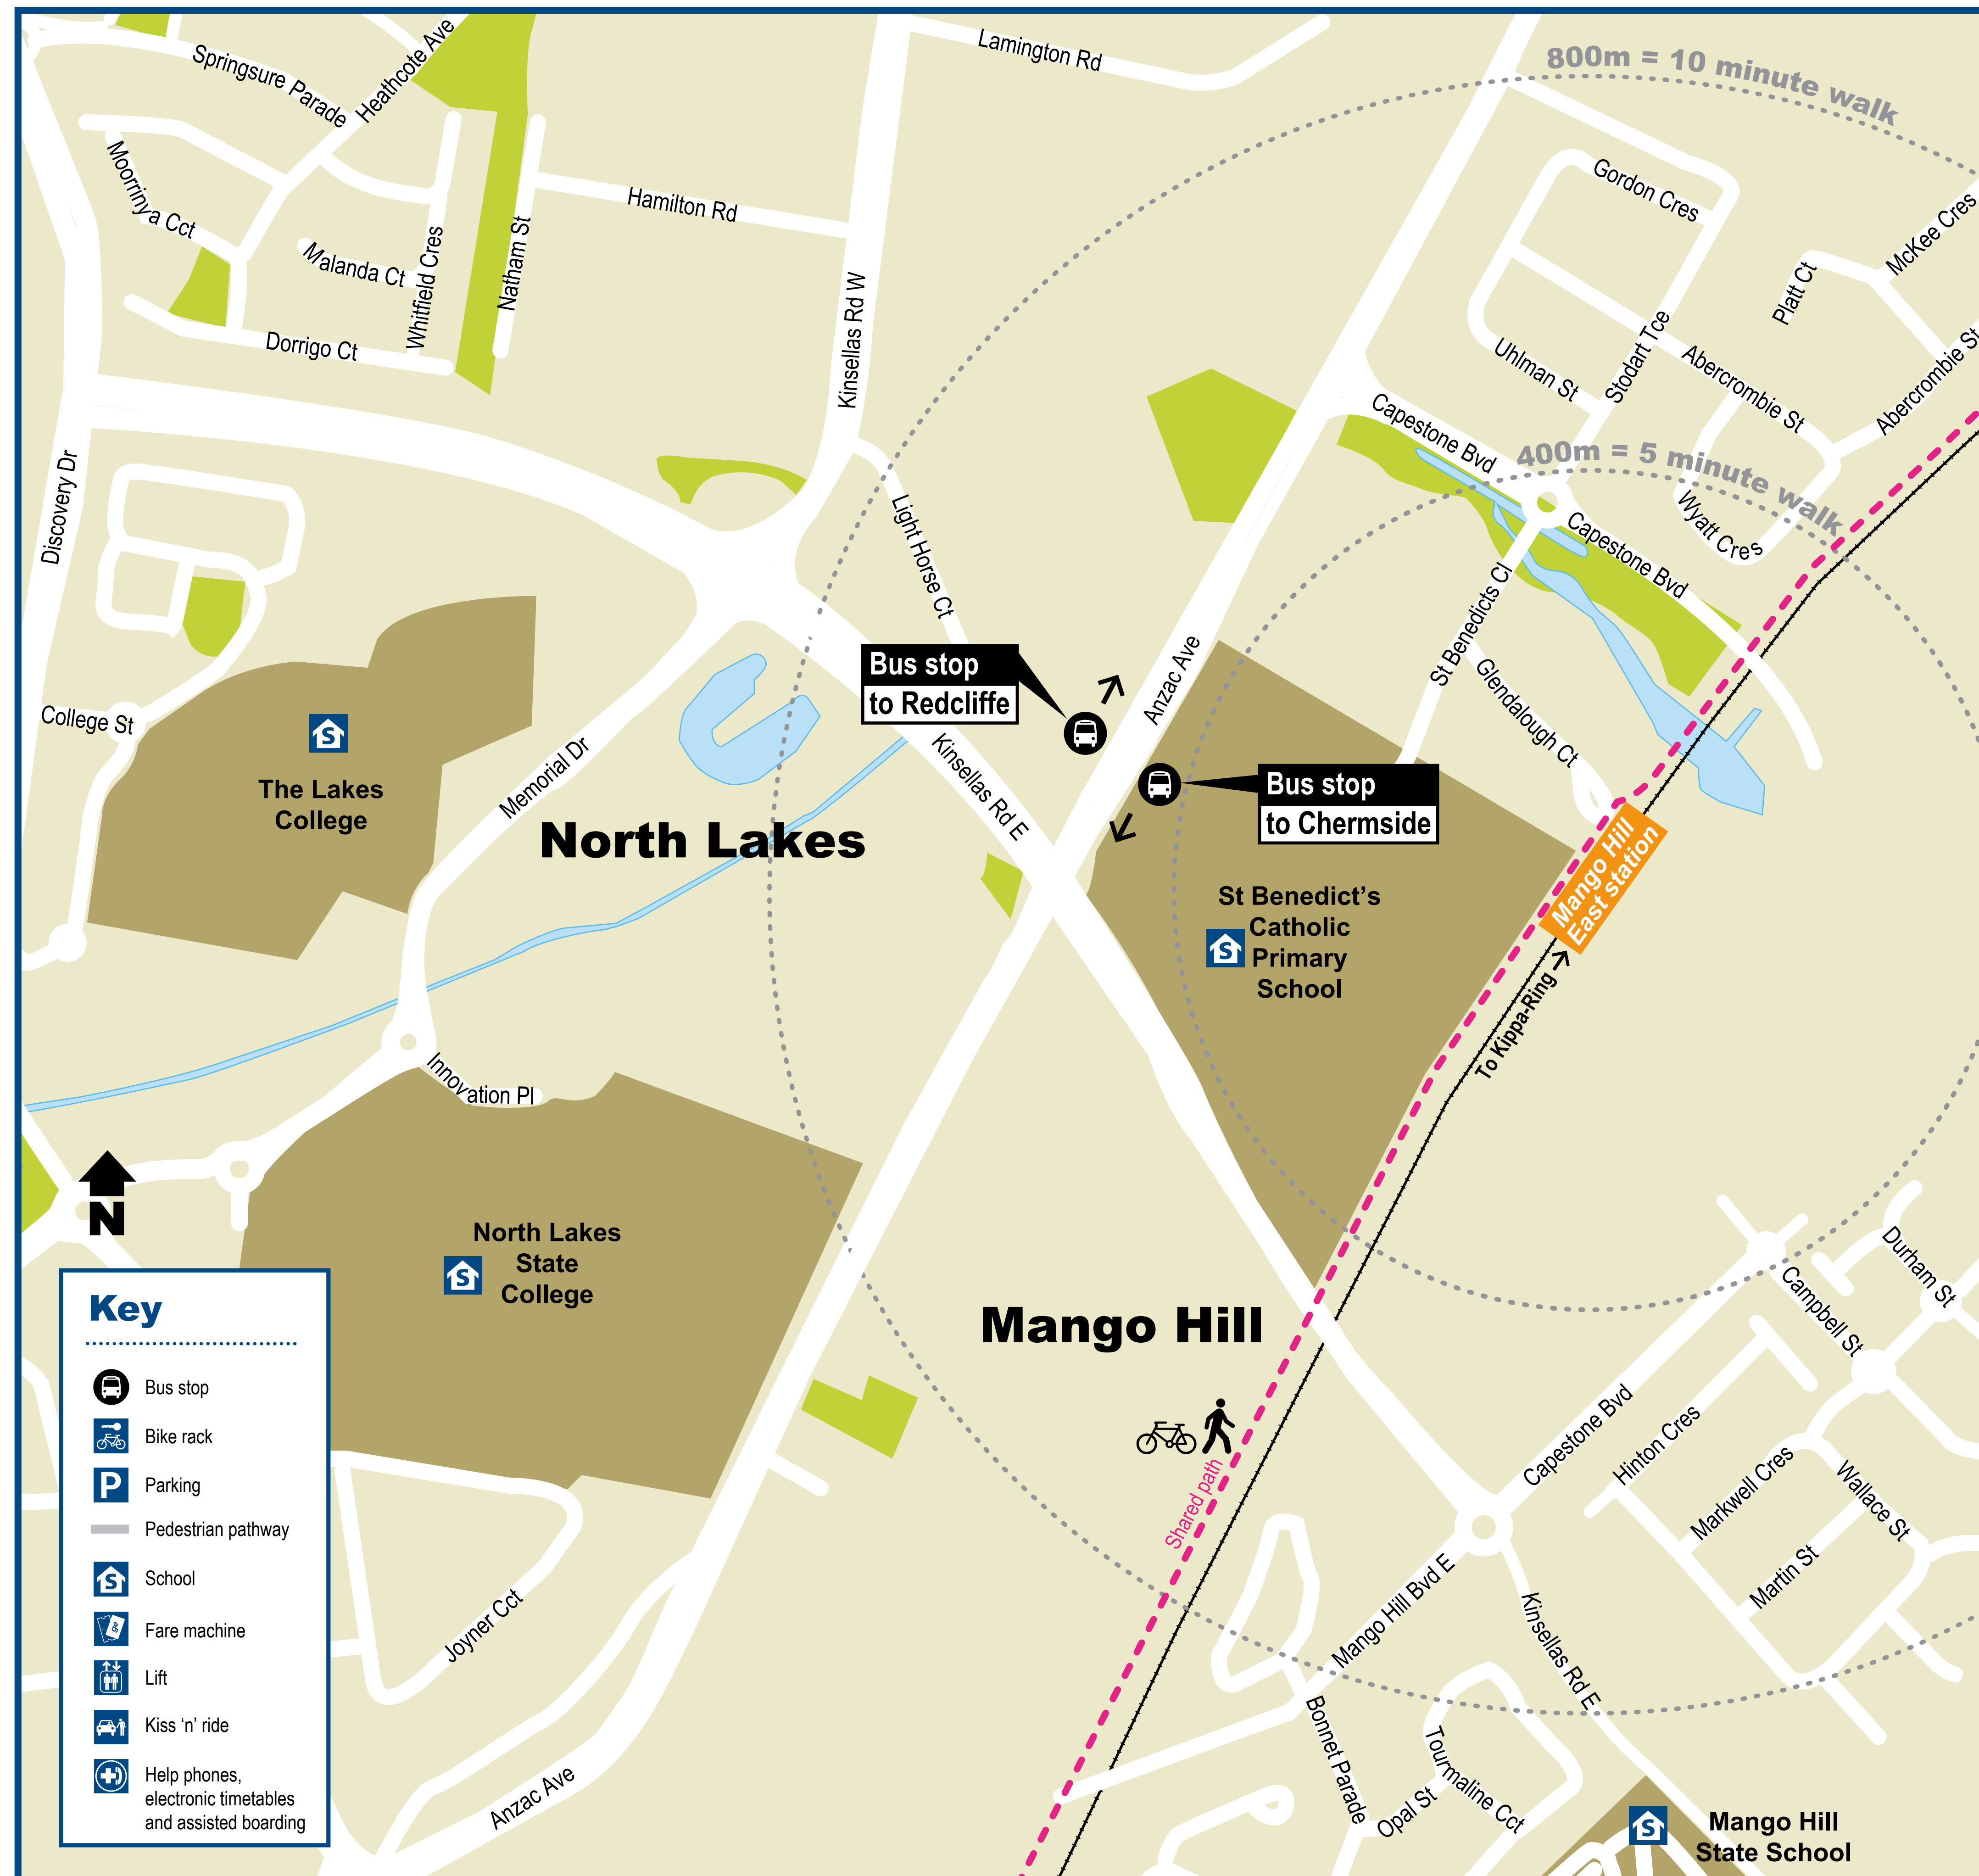 Springsure Parade
Heathcote Ave
Lamington Rd
800m = 10 minute walk
Moorinya Cct
Malanda Ct
Whitfield Cres
Natham St
Hamilton Rd
Dorrigo Ct
Kinsellas Rd W
Gordon Cres
McKee Cres
Platt Ct
Uhlman St
Stodart Tce
Abercrombie St
Abercrombie St
Capestone Bvd
400m = 5 minute walk
Discovery Dr
Light Horse Ct
Wyatt Cres
Capestone Bvd
St Benedicts Cl
Glendalough Ct
Bus stop
to Redcliffe
Anzac Ave
College St
The Lakes
College
Memorial Dr
Kinsellas Rd E
North Lakes
Bus stop
to Chermside
Mango Hill
East station
St Benedict's
Catholic
Primary
School
To Kippa-Ring
Innovation Pl
N
North Lakes
State
College
Mango Hill
Durham St
Campbell St
Capestone Bvd
Hinton Cres
Markwell Cres
Wallace St
Martin St
Shared path
Mango Hill Bvd E
Kinsellas Rd E
Joyner Cct
Anzac Ave
Bonnet Parade
Opal St
Tourmaline Cct
Mango Hill
State School
Key
Bus stop
Bike rack
P
Parking
Pedestrian pathway
S
School
Fare machine
Lift
Kiss ‘n’ ride
Help phones,
electronic timetables
and assisted boarding